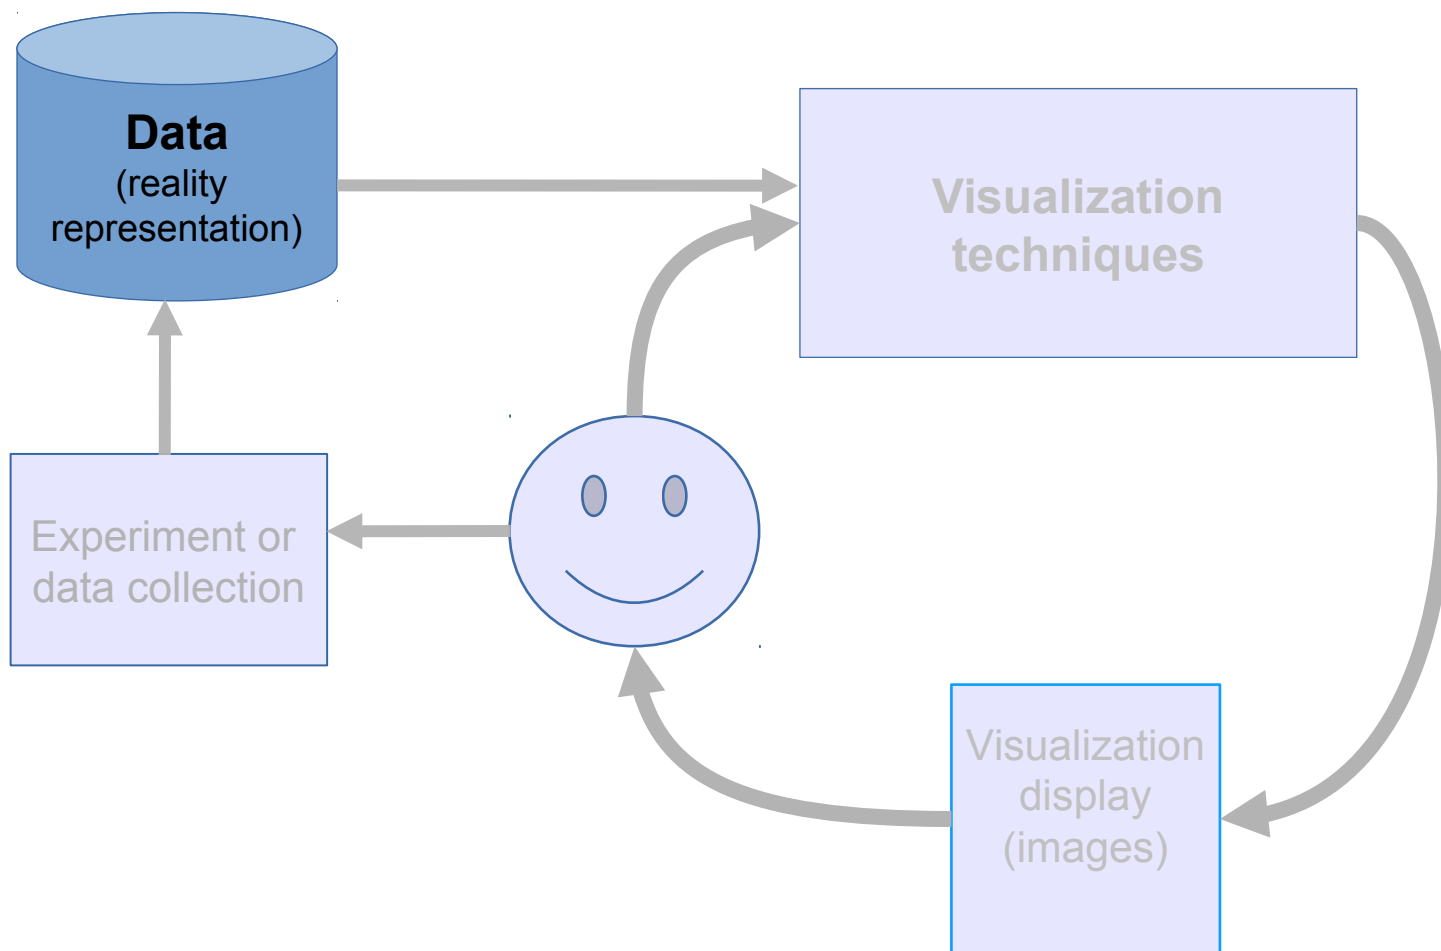 Data
(reality
representation)
Visualization
techniques
Experiment or
data collection
Visualization
display
(images)